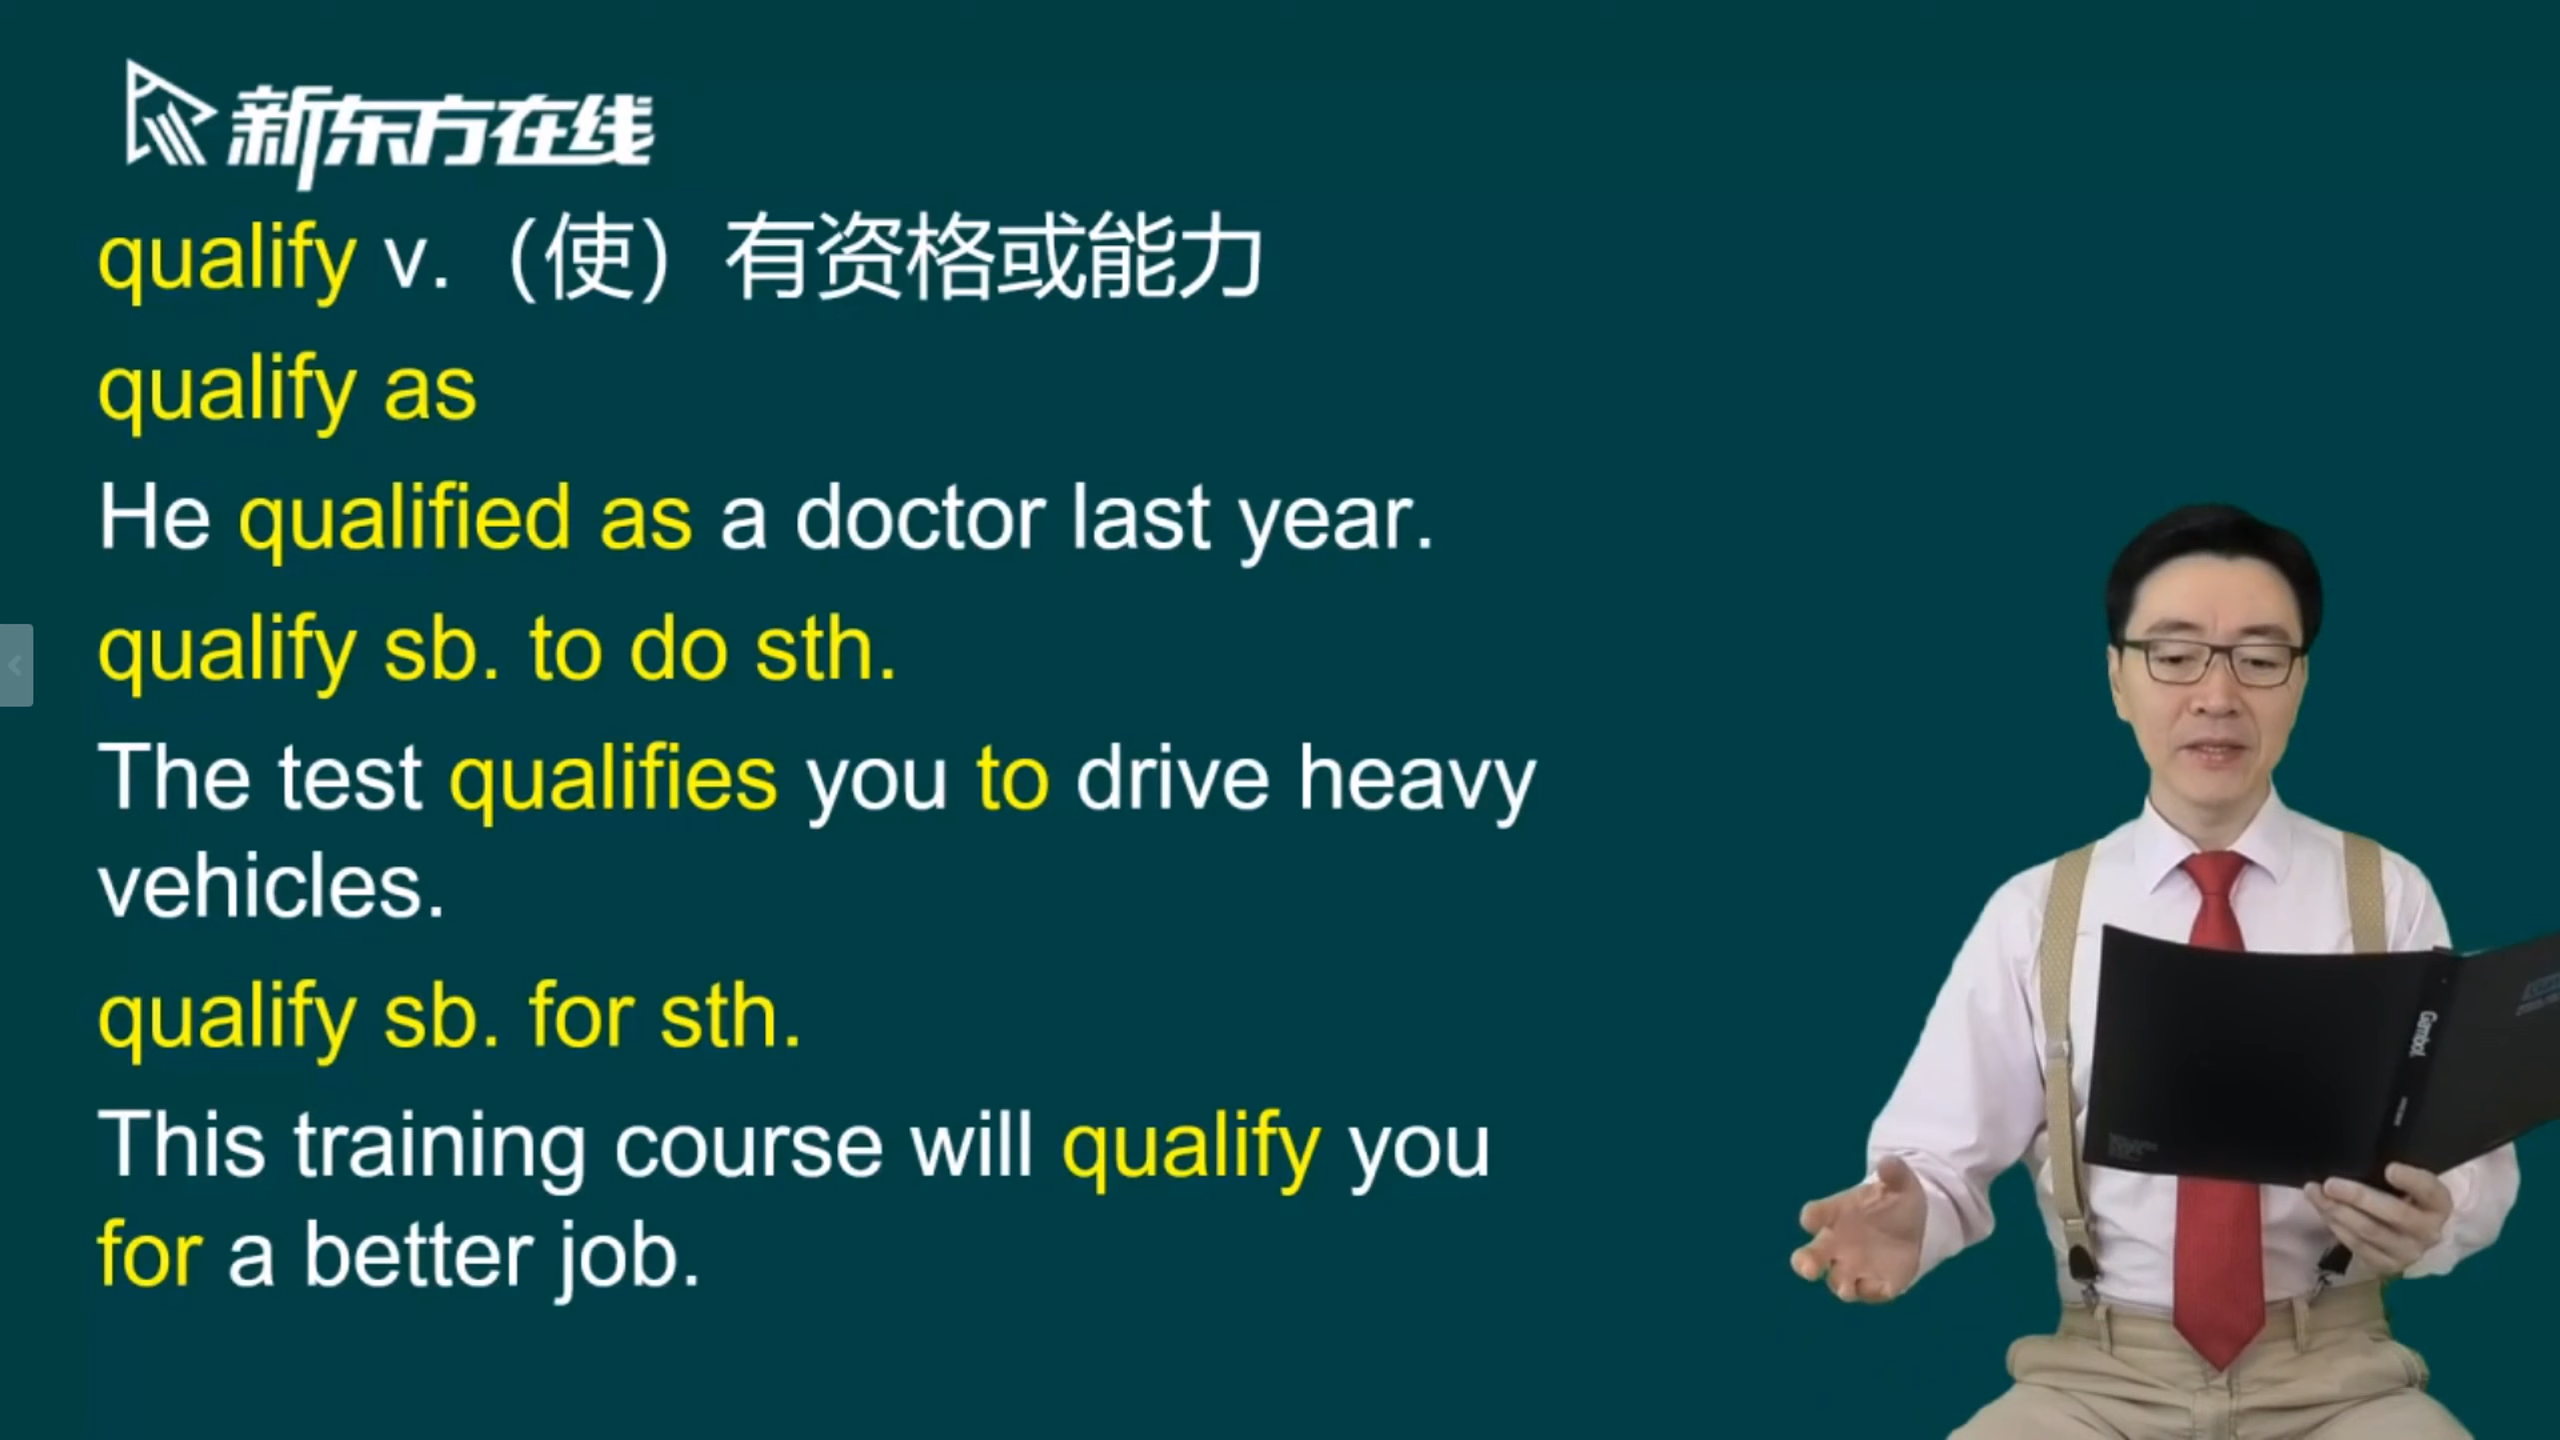 新东方在线
qualify v.（使）有资格或能力
qualify as
He qualified as a doctor last year.
qualify sb. to do sth.
The test qualifies you to drive heavy
vehicles.
qualify sb. for sth.
This training course will qualify you
for a better job.